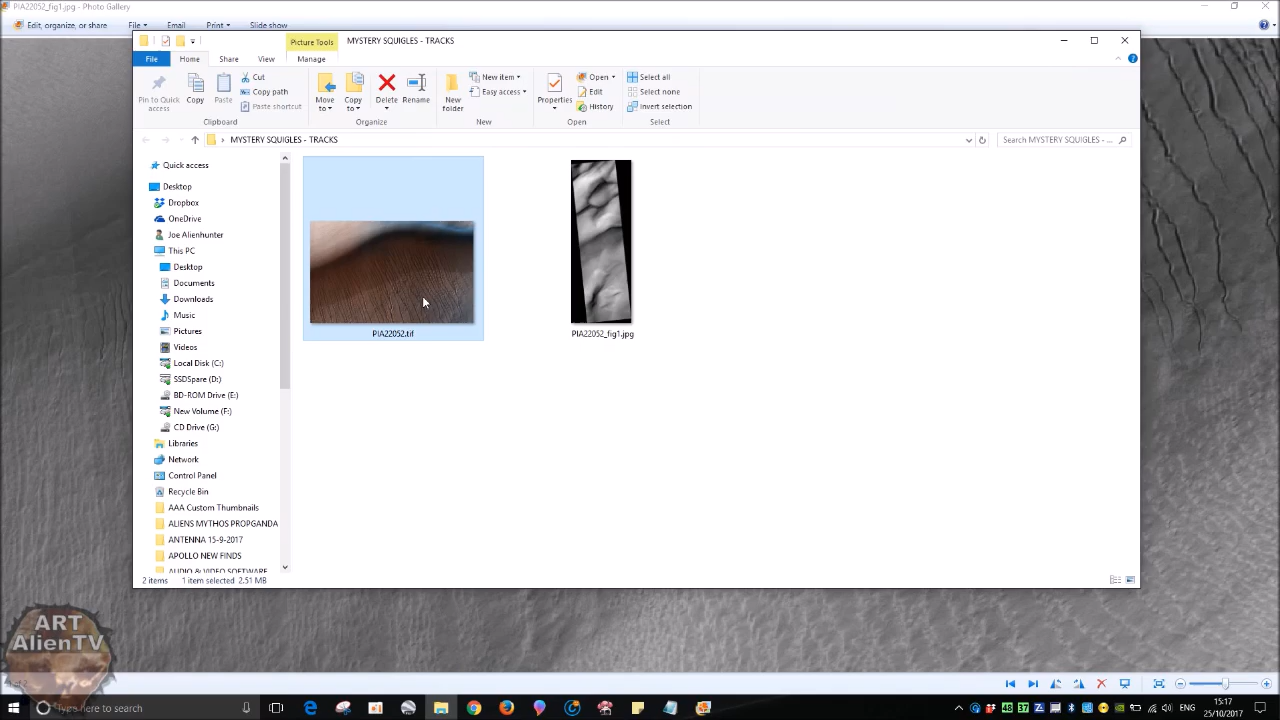 PIA22052_fig1.jpg - Photo Gallery
Edit, organize, or share File Print Email Slide show
MYSTERY SQUIGLES - TRACKS
Picture Tools
File Home Share View Manage
Pin to Quick access
Copy
Paste
Cut
Copy path
Paste shortcut
Clipboard
Move to
Copy to
Delete
Rename
Organize
New folder
New item
Easy access
New
Properties
Open
Edit
History
Open
Select all
Select none
Invert selection
Select
MYSTERY SQUIGLES - TRACKS
Search MYSTERY SQUIGLES - ...
Quick access
Desktop
Dropbox
OneDrive
Joe Alienhunter
This PC
Desktop
Documents
Downloads
Music
Pictures
Videos
Local Disk (C:)
SSDSpare (D:)
BD-ROM Drive (E:)
New Volume (F:)
CD Drive (G:)
Libraries
Network
Control Panel
Recycle Bin
AAA Custom Thumbnails
ALIENS MYTHOS PROPGANDA
ANTENNA 15-9-2017
APOLLO NEW FINDS
AUDIO & VIDEO SOFTWARE
PIA22052.tif
PIA22052_fig1.jpg
2 items 1 item selected 2.51 MB
ART
AlienTV
Type here to search
48 37
ENG
15:17
25/10/2017